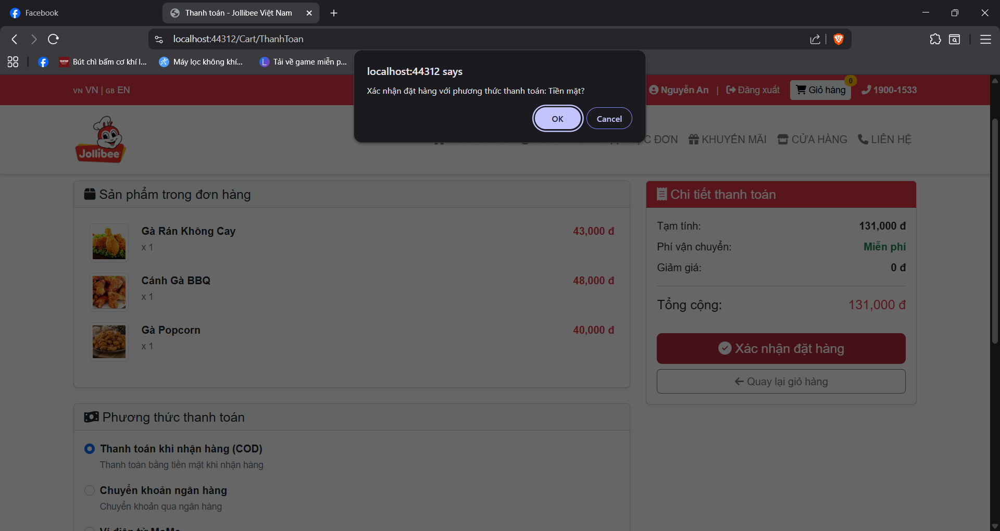 Facebook
Thanh toán - Jollibee Việt Nam
localhost:44312/Cart/ThanhToan
Bút chì bấm cơ khí l...
Máy lọc không khí...
Tải về game miễn p...
localhost:44312 says
Xác nhận đặt hàng với phương thức thanh toán: Tiền mặt?
OK
Cancel
VN VN | GB EN
Nguyễn An | Đăng xuất
Giỏ hàng
0
1900-1533
Jollibee
C ĐƠN
KHUYẾN MÃI
CỬA HÀNG
LIÊN HỆ
Sản phẩm trong đơn hàng
Gà Rán Không Cay
43,000 đ
x 1
Cánh Gà BBQ
48,000 đ
x 1
Gà Popcorn
40,000 đ
x 1
Chi tiết thanh toán
Tạm tính:
131,000 đ
Phí vận chuyển:
Miễn phí
Giảm giá:
0 đ
Tổng cộng:
131,000 đ
Xác nhận đặt hàng
Quay lại giỏ hàng
Phương thức thanh toán
Thanh toán khi nhận hàng (COD)
Thanh toán bằng tiền mặt khi nhận hàng
Chuyển khoản ngân hàng
Chuyển khoản qua ngân hàng
Ví điện tử MoMo